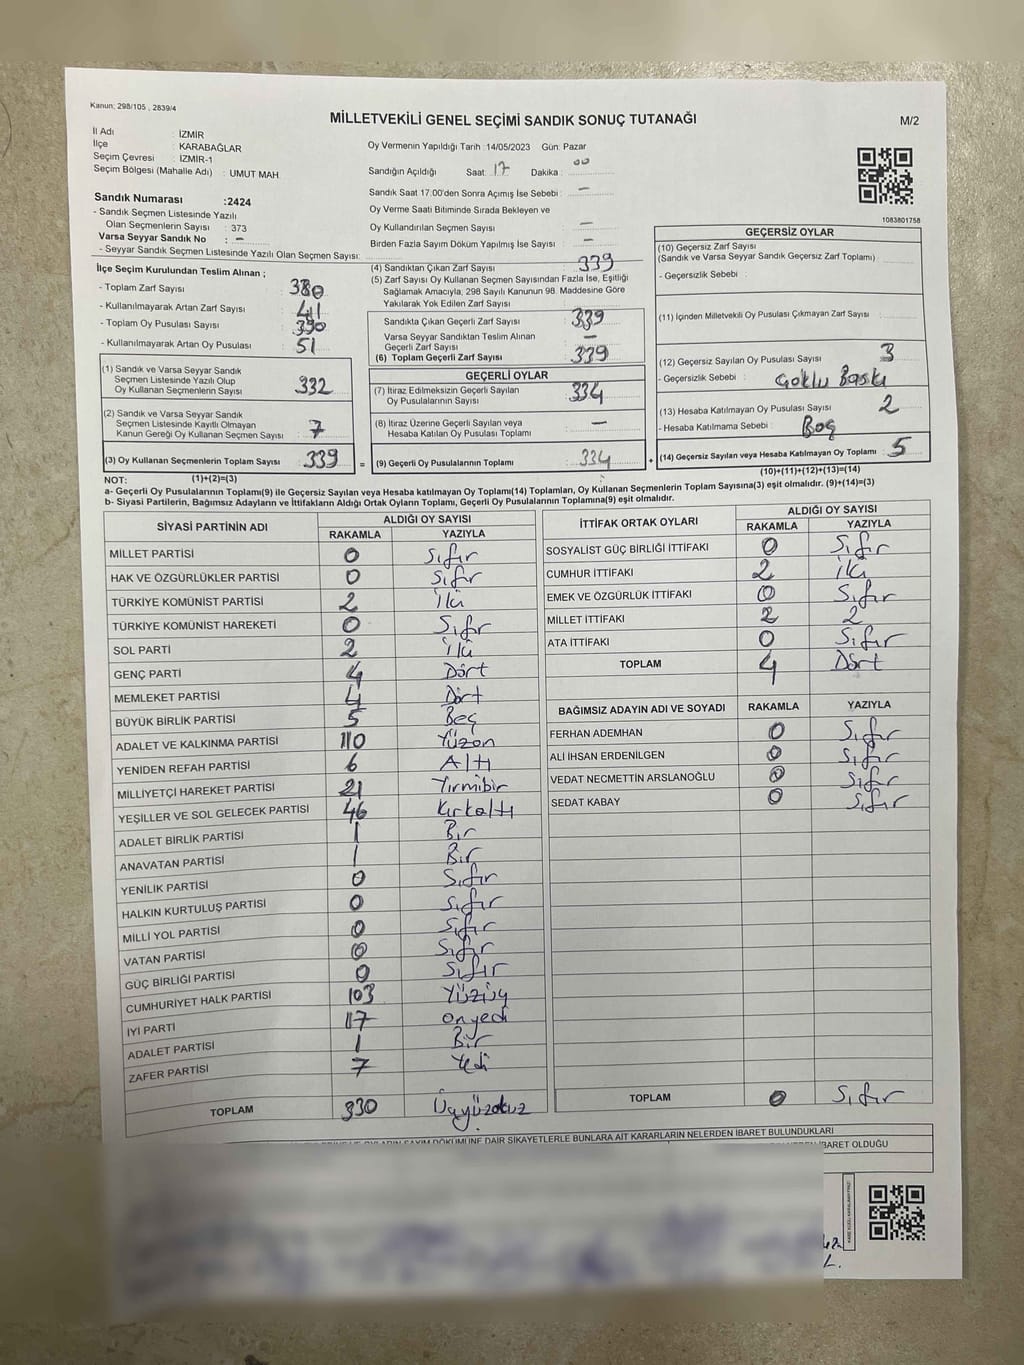 Kanun: 298/105 , 2839/4
MİLLETVEKİLİ GENEL SEÇİMİ SANDIK SONUÇ TUTANAĞI
M/2
İl Adı : İZMİR
İlçe : KARABAĞLAR
Seçim Çevresi : İZMİR-1
Seçim Bölgesi (Mahalle Adı) : UMUT MAH.
Sandık Numarası :2424
- Sandık Seçmen Listesinde Yazılı
Olan Seçmenlerin Sayısı : 373
Varsa Seyyar Sandık No : –
- Seyyar Sandık Seçmen Listesinde Yazılı Olan Seçmen Sayısı:
Oy Vermenin Yapıldığı Tarih :14/05/2023 Gün: Pazar
Sandığın Açıldığı Saat: 17 Dakika : 00
Sandık Saat 17:00'den Sonra Açımış İse Sebebi : –
Oy Verme Saati Bitiminde Sırada Bekleyen ve
Oy Kullandırılan Seçmen Sayısı : –
Birden Fazla Sayım Döküm Yapılmış İse Sayısı : –
1083801758
İlçe Seçim Kurulundan Teslim Alınan ;
- Toplam Zarf Sayısı : 380
- Kullanılmayarak Artan Zarf Sayısı : 41
- Toplam Oy Pusulası Sayısı : 390
- Kullanılmayarak Artan Oy Pusulası : 51
(1) Sandık ve Varsa Seyyar Sandık
Seçmen Listesinde Yazılı Olup
Oy Kullanan Seçmenlerin Sayısı : 332
(2) Sandık ve Varsa Seyyar Sandık
Seçmen Listesinde Kayıtlı Olmayan
Kanun Gereği Oy Kullanan Seçmen Sayısı : 7
(3) Oy Kullanan Seçmenlerin Toplam Sayısı : 339
(4) Sandıktan Çıkan Zarf Sayısı : 339
(5) Zarf Sayısı Oy Kullanan Seçmen Sayısından Fazla İse, Eşitliği
Sağlamak Amacıyla, 298 Sayılı Kanunun 98. Maddesine Göre
Yakılarak Yok Edilen Zarf Sayısı :
Sandıkta Çıkan Geçerli Zarf Sayısı : 339
Varsa Seyyar Sandıktan Teslim Alınan
Geçerli Zarf Sayısı : –
(6) Toplam Geçerli Zarf Sayısı : 339
GEÇERLİ OYLAR
(7) İtiraz Edilmeksizin Geçerli Sayılan
Oy Pusulalarının Sayısı : 334
(8) İtiraz Üzerine Geçerli Sayılan veya
Hesaba Katılan Oy Pusulası Toplamı : –
= (9) Geçerli Oy Pusulalarının Toplamı : 334
GEÇERSİZ OYLAR
(10) Geçersiz Zarf Sayısı
(Sandık ve Varsa Seyyar Sandık Geçersiz Zarf Toplamı) :
- Geçersizlik Sebebi :
(11) İçinden Milletvekili Oy Pusulası Çıkmayan Zarf Sayısı :
(12) Geçersiz Sayılan Oy Pusulası Sayısı : 3
- Geçersizlik Sebebi : Çoklu Baskı
(13) Hesaba Katılmayan Oy Pusulası Sayısı : 2
- Hesaba Katılmama Sebebi : Boş
+ (14) Geçersiz Sayılan veya Hesaba Katılmayan Oy Toplamı : 5
NOT: (1)+(2)=(3)
(10)+(11)+(12)+(13)=(14)
a- Geçerli Oy Pusulalarının Toplamı(9) ile Geçersiz Sayılan veya Hesaba katılmayan Oy Toplamı(14) Toplamları, Oy Kullanan Seçmenlerin Toplam Sayısına(3) eşit olmalıdır. (9)+(14)=(3)
b- Siyasi Partilerin, Bağımsız Adayların ve İttifakların Aldığı Ortak Oyların Toplamı, Geçerli Oy Pusulalarının Toplamına(9) eşit olmalıdır.
SİYASİ PARTİNİN ADI ALDIĞI OY SAYISI
RAKAMLA YAZIYLA
MİLLET PARTİSİ 0 Sıfır
HAK VE ÖZGÜRLÜKLER PARTİSİ 0 Sıfır
TÜRKİYE KOMÜNİST PARTİSİ 2 İki
TÜRKİYE KOMÜNİST HAREKETİ 0 Sıfır
SOL PARTİ 2 İki
GENÇ PARTİ 4 Dört
MEMLEKET PARTİSİ 4 Dört
BÜYÜK BİRLİK PARTİSİ 5 Beş
ADALET VE KALKINMA PARTİSİ 110 Yüzon
YENİDEN REFAH PARTİSİ 6 Altı
MİLLİYETÇİ HAREKET PARTİSİ 21 Yirmibir
YEŞİLLER VE SOL GELECEK PARTİSİ 46 Kırkaltı
ADALET BİRLİK PARTİSİ 1 Bir
ANAVATAN PARTİSİ 1 Bir
YENİLİK PARTİSİ 0 Sıfır
HALKIN KURTULUŞ PARTİSİ 0 Sıfır
MİLLİ YOL PARTİSİ 0 Sıfır
VATAN PARTİSİ 0 Sıfır
GÜÇ BİRLİĞİ PARTİSİ 0 Sıfır
CUMHURİYET HALK PARTİSİ 103 Yüzüç
İYİ PARTİ 17 onyedi
ADALET PARTİSİ 1 Bir
ZAFER PARTİSİ 7 Yedi
TOPLAM 330 Üçyüzotuz
İTTİFAK ORTAK OYLARI ALDIĞI OY SAYISI
RAKAMLA YAZIYLA
SOSYALİST GÜÇ BİRLİĞİ İTTİFAKI 0 Sıfır
CUMHUR İTTİFAKI 2 İki
EMEK VE ÖZGÜRLÜK İTTİFAKI 0 Sıfır
MİLLET İTTİFAKI 2 2
ATA İTTİFAKI 0 Sıfır
TOPLAM 4 Dört
BAĞIMSIZ ADAYIN ADI VE SOYADI RAKAMLA YAZIYLA
FERHAN ADEMHAN 0 Sıfır
ALİ İHSAN ERDENİLGEN 0 Sıfır
VEDAT NECMETTİN ARSLANOĞLU 0 Sıfır
SEDAT KABAY 0 Sıfır
TOPLAM 0 Sıfır
OYLARIN SAYIM DÖKÜMÜNE DAİR ŞİKAYETLERLE BUNLARA AİT KARARLARIN NELERDEN İBARET BULUNDUKLARI
İBARET OLDUĞU